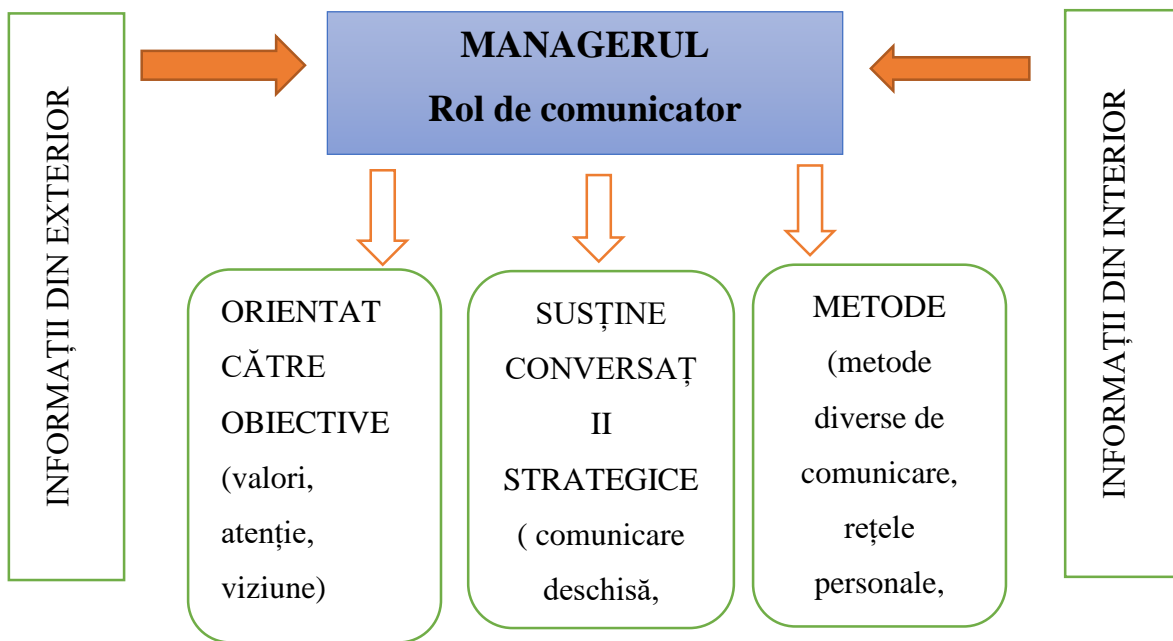 INFORMAȚII DIN EXTERIOR
MANAGERUL
Rol de comunicator
INFORMAȚII DIN INTERIOR
ORIENTAT
CĂTRE
OBIECTIVE
(valori,
atenție,
viziune)
SUSȚINE
CONVERSAȚ
II
STRATEGICE
( comunicare
deschisă,
METODE
(metode
diverse de
comunicare,
rețele
personale,